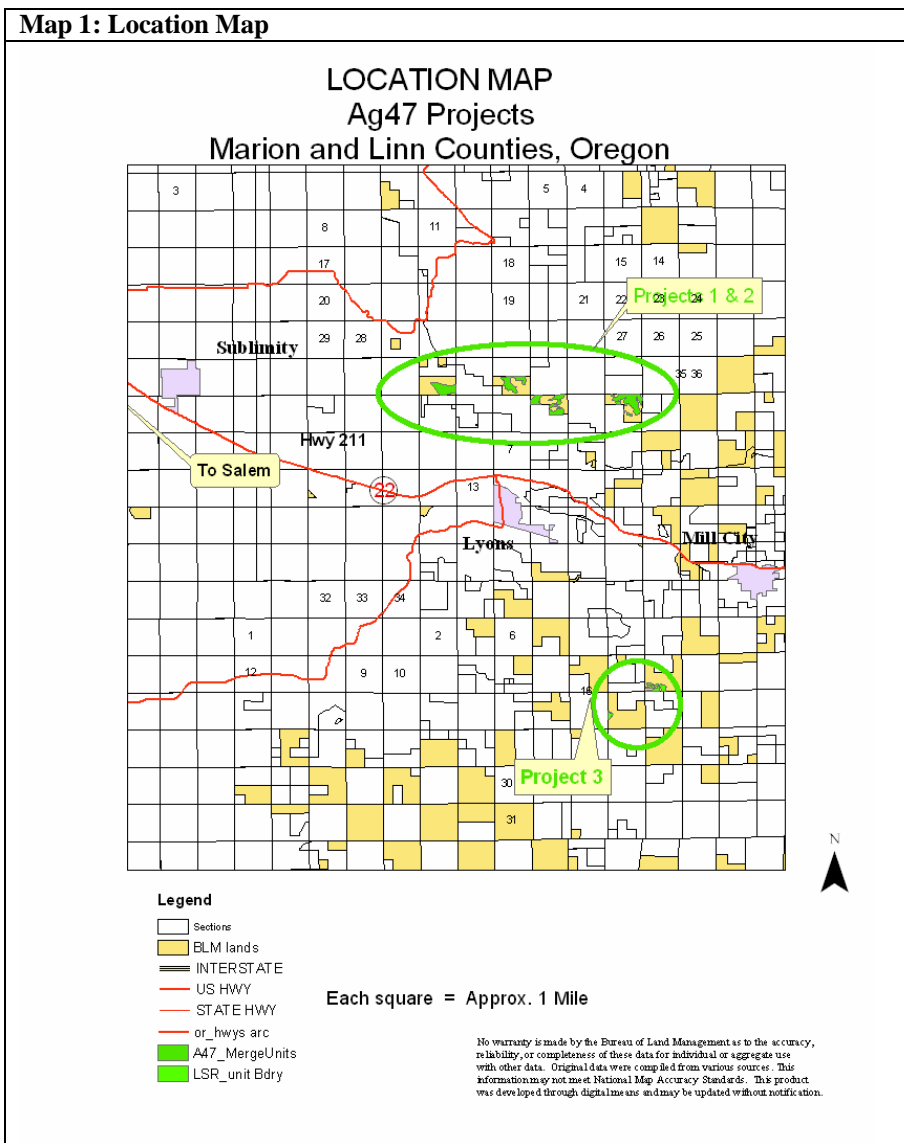 Map 1: Location Map
LOCATION MAP
Ag47 Projects
Marion and Linn Counties, Oregon
3
5 4
8
11
17
18
15 14
20
19
21
22 23 24
Projects 1 & 2
29 28
27 26 25
Sublimity
35 36
Hwy 211
7
To Salem
22
13
Lyons
Mill City
32 33 34
1
2
6
12
9 10
16
30
Project 3
31
N
Legend
Sections
BLM lands
INTERSTATE
US HWY
STATE HWY
or_hwys arc
A47_MergeUnits
LSR_unit Bdry
Each square = Approx. 1 Mile
No warranty is made by the Bureau of Land Management as to the accuracy,
reliability, or completeness of these data for individual or aggregate use
with other data. Original data were compiled from various sources. This
information may not meet National Map Accuracy Standards. This product
was developed through digital means and may be updated without notification.